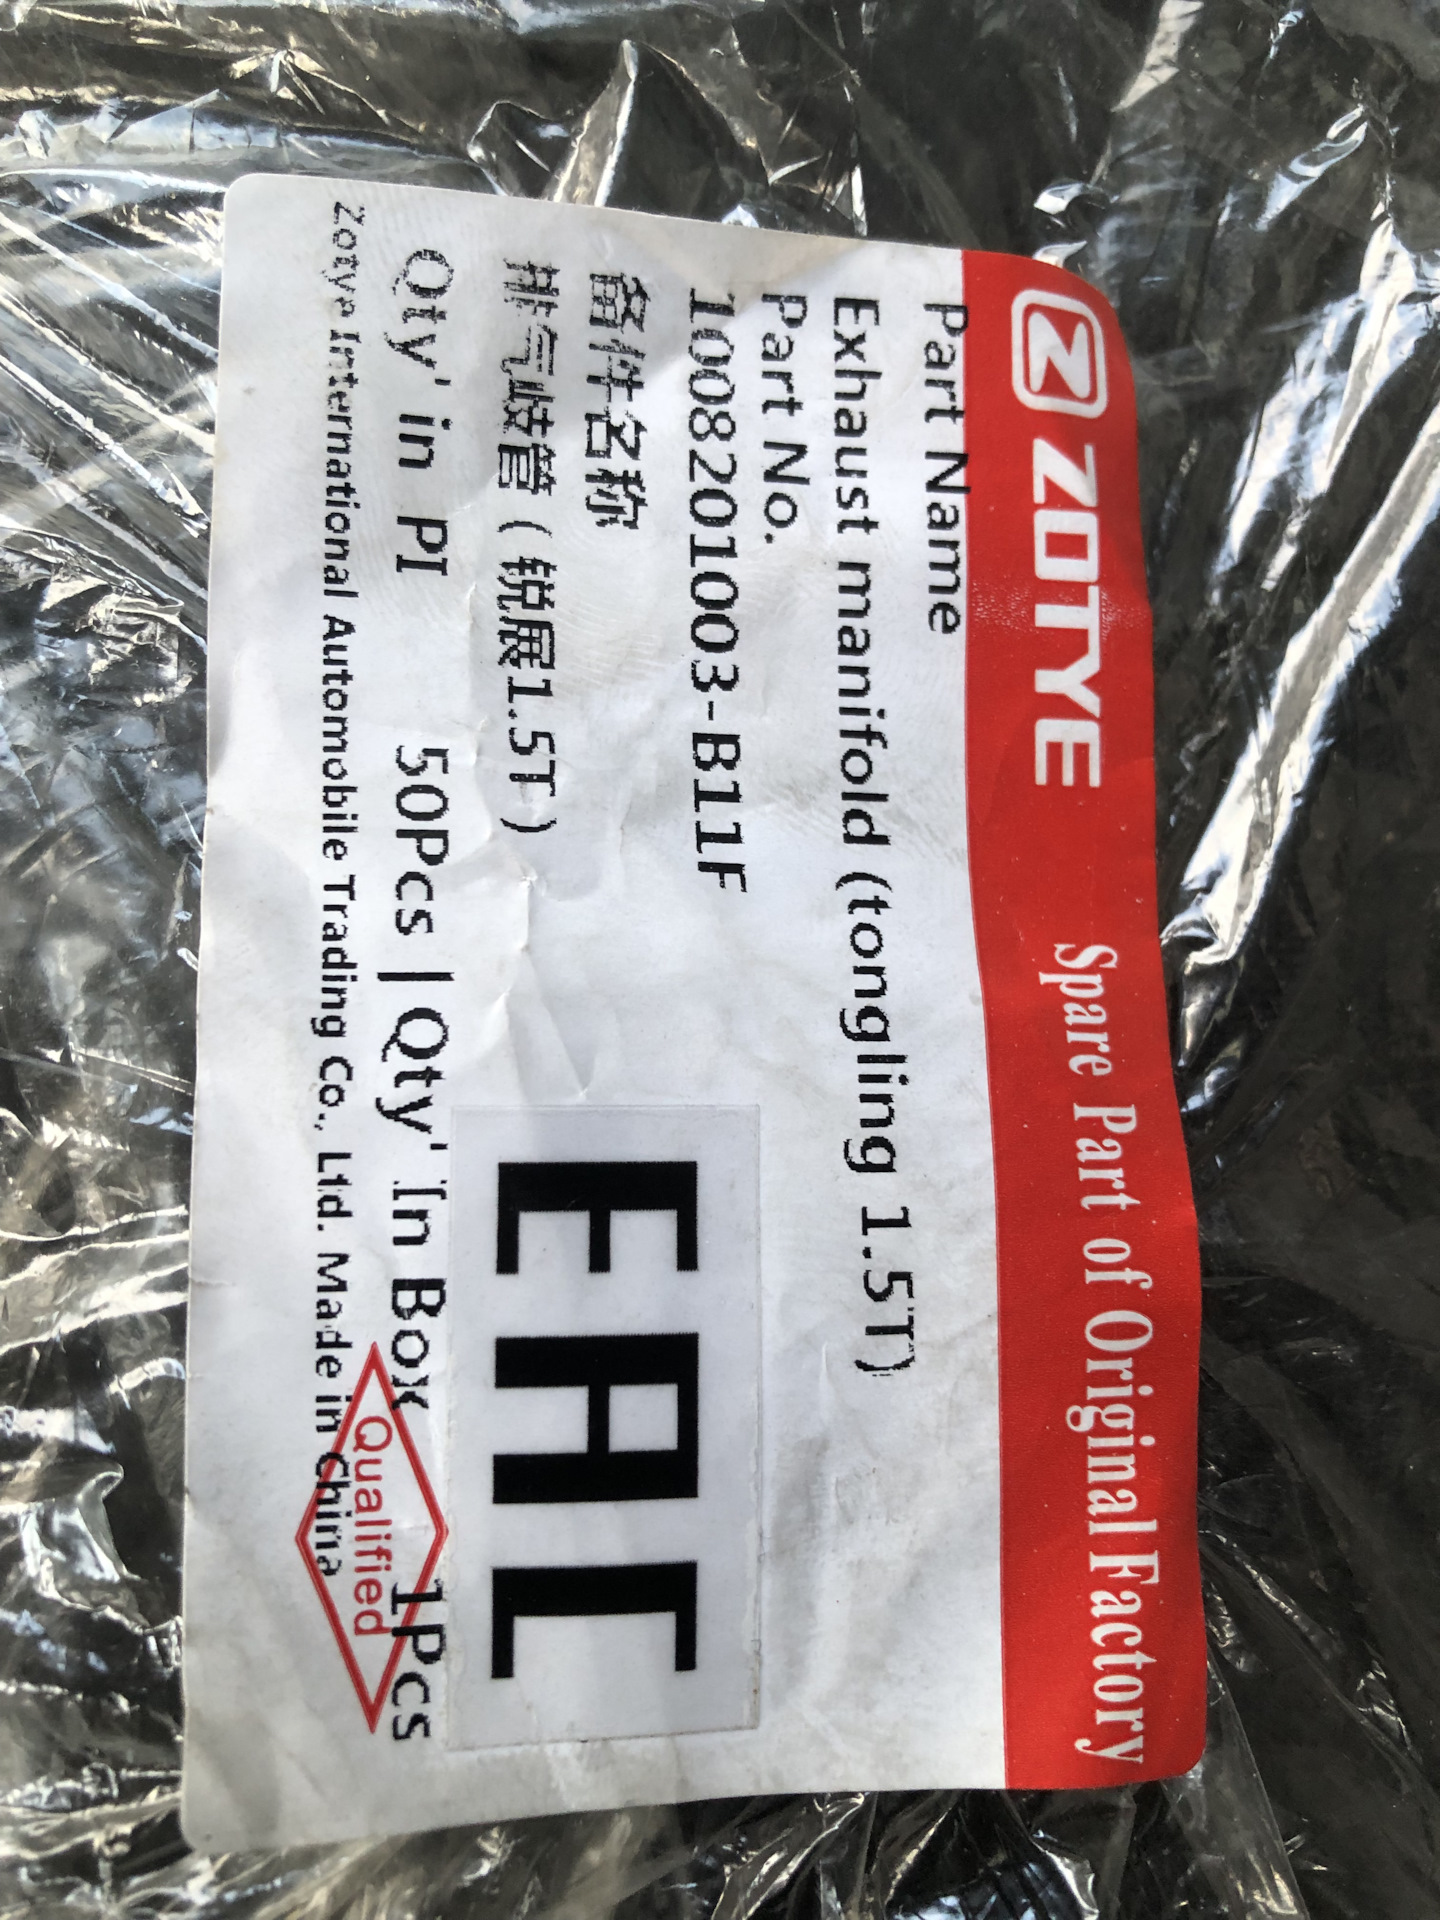 ZOTYE Spare Part of Original Factory
Part Name
Exhaust manifold (tongling 1.5T)
Part No.
1008201003-B11F
备件名称
排气歧管（锐展1.5T）
EAC
Qty' in PI 50Pcs | Qty' In Box 1Pcs
Qualified
Zotye International Automobile Trading Co., Ltd. Made in China